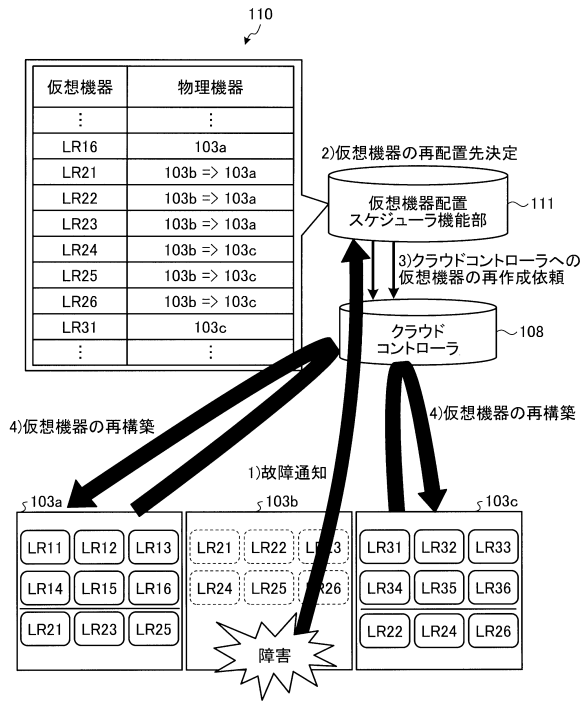 110
仮想機器 物理機器
⋮ ⋮
LR16 103a
LR21 103b => 103a
LR22 103b => 103a
LR23 103b => 103a
LR24 103b => 103c
LR25 103b => 103c
LR26 103b => 103c
LR31 103c
⋮ ⋮
2)仮想機器の再配置先決定
仮想機器配置
スケジューラ機能部
111
3)クラウドコントローラへの
仮想機器の再作成依頼
クラウド
コントローラ
108
4)仮想機器の再構築
4)仮想機器の再構築
1)故障通知
103a
103b
103c
LR11 LR12 LR13
LR14 LR15 LR16
LR21 LR23 LR25
LR21 LR22 23
LR24 LR25 R26
障害
LR31 LR32 LR33
LR34 LR35 LR36
LR22 LR24 LR26